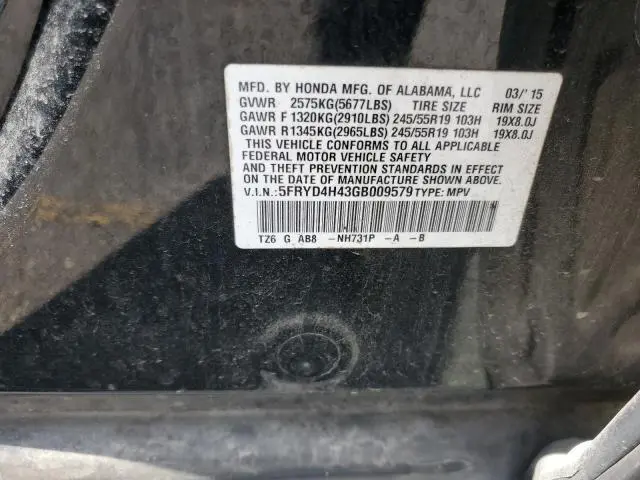 MFD. BY HONDA MFG. OF ALABAMA, LLC 03/'15
GVWR 2575KG(5677LBS) TIRE SIZE RIM SIZE
GAWR F 1320KG(2910LBS) 245/55R19 103H 19X8.0J
GAWR R1345KG(2965LBS) 245/55R19 103H 19X8.0J
THIS VEHICLE CONFORMS TO ALL APPLICABLE
FEDERAL MOTOR VEHICLE SAFETY
AND THEFT PREVENTION STANDARDS IN EFFECT
ON THE DATE OF MANUFACTURE SHOWN ABOVE.
V.I.N.:5FRYD4H43GB009579 TYPE: MPV
TZ6 G AB8 -NH731P -A -B